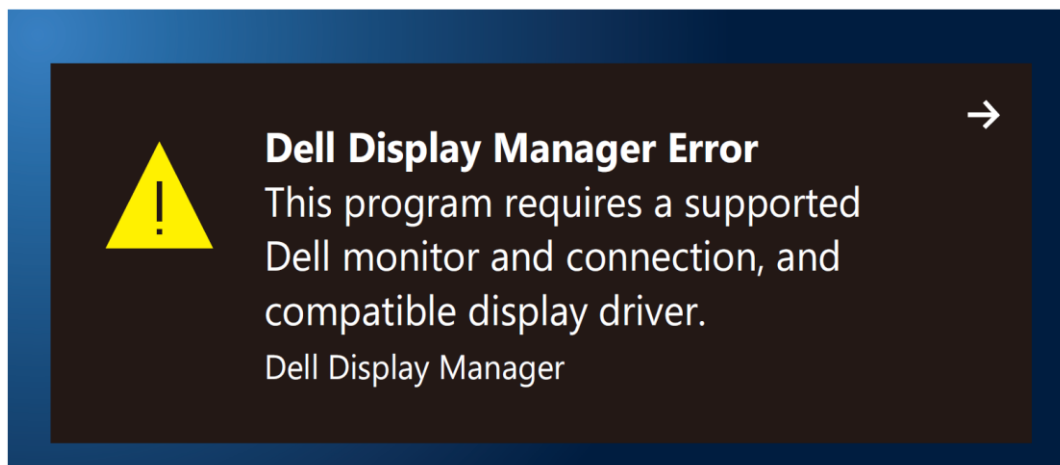 Dell Display Manager Error
This program requires a supported
Dell monitor and connection, and
compatible display driver.
Dell Display Manager